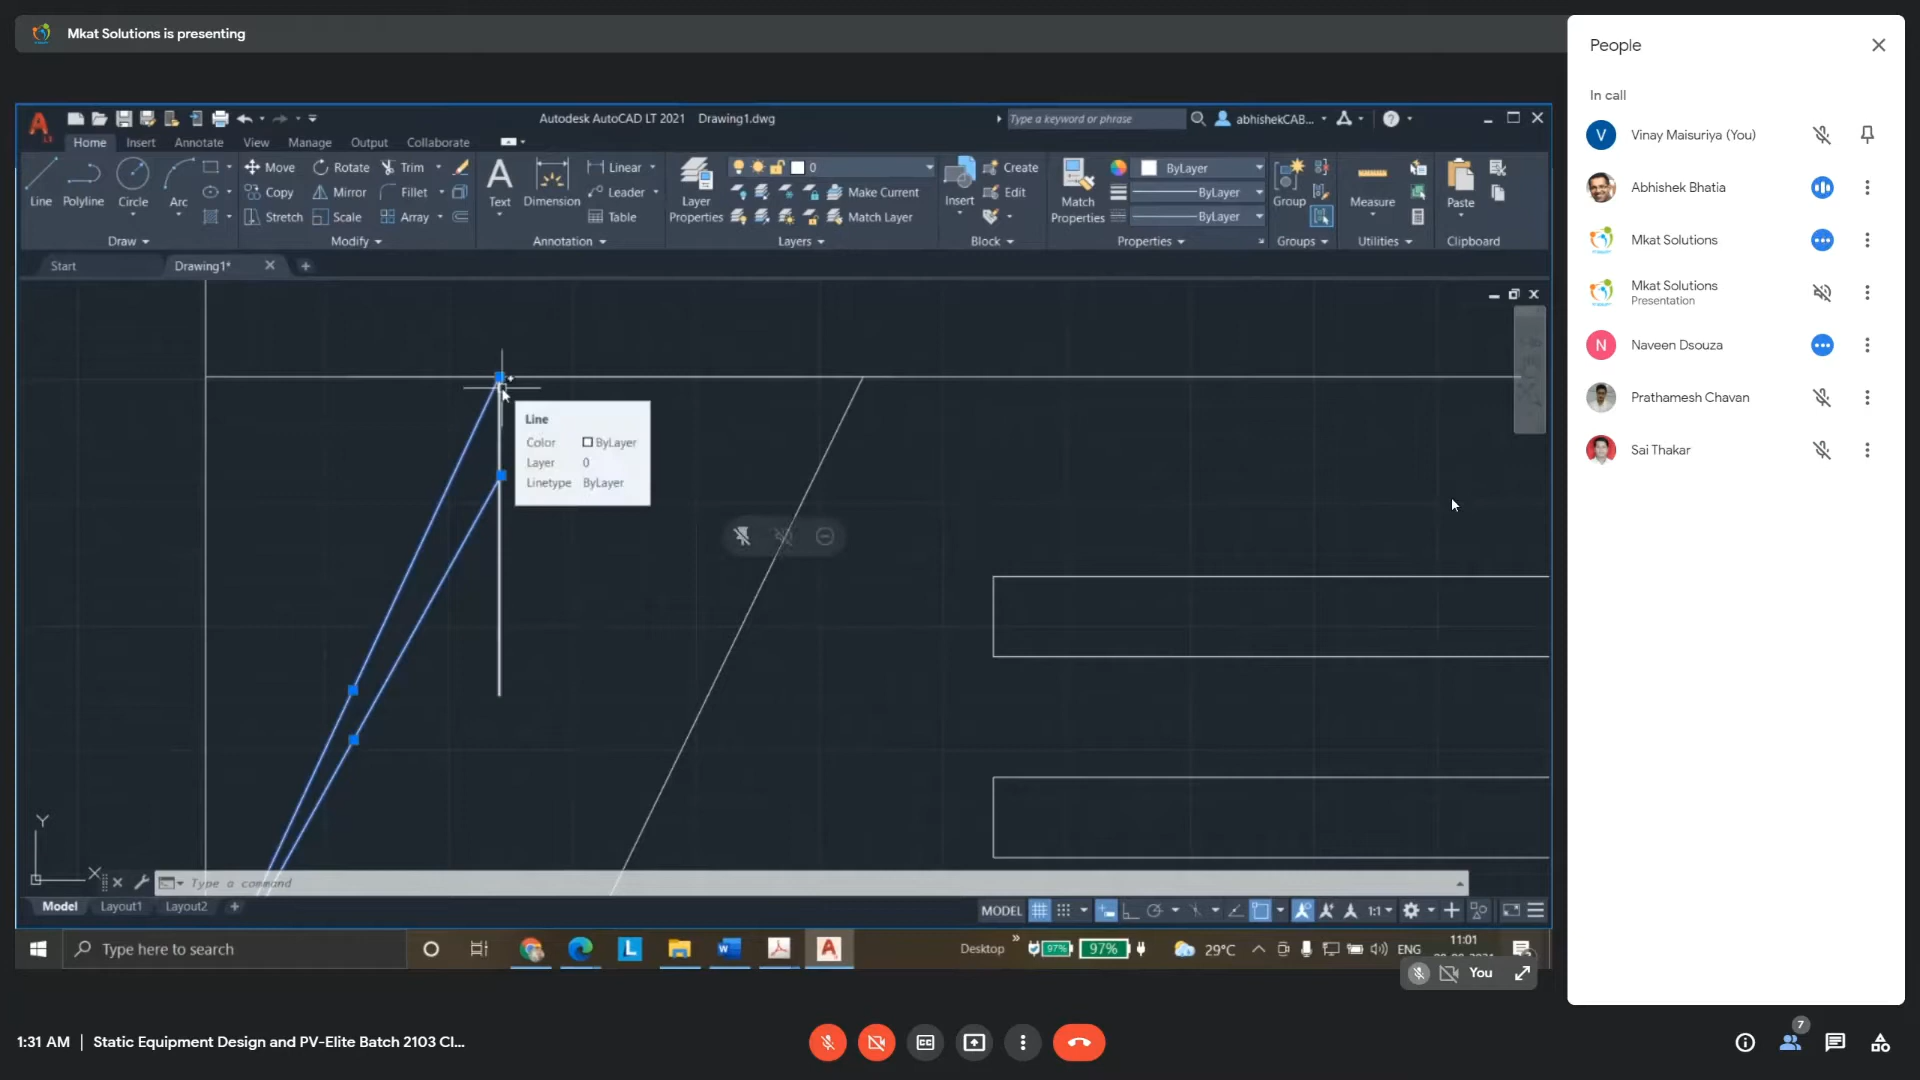 Mkat Solutions is presenting
Autodesk AutoCAD LT 2021 Drawing1.dwg
Type a keyword or phrase
abhishekCAB...
Home Insert Annotate View Manage Output Collaborate
Line Polyline Circle Arc
Move Rotate Trim
Copy Mirror Fillet
Stretch Scale Array
Text Dimension
Linear
Leader
Table
Layer Properties
0
Make Current
Match Layer
Insert
Create
Edit
Match Properties
ByLayer
ByLayer
ByLayer
Group
Measure
Paste
Draw Modify Annotation Layers Block Properties Groups Utilities Clipboard
Start Drawing1*
Line
Color ByLayer
Layer 0
Linetype ByLayer
Y
X
Type a command
Model Layout1 Layout2
MODEL 1:1
Type here to search
Desktop 97% 97% 29°C ENG 11:01
You
People
In call
V Vinay Maisuriya (You)
Abhishek Bhatia
Mkat Solutions
Mkat Solutions
Presentation
N Naveen Dsouza
Prathamesh Chavan
Sai Thakar
1:31 AM | Static Equipment Design and PV-Elite Batch 2103 Cl...
7